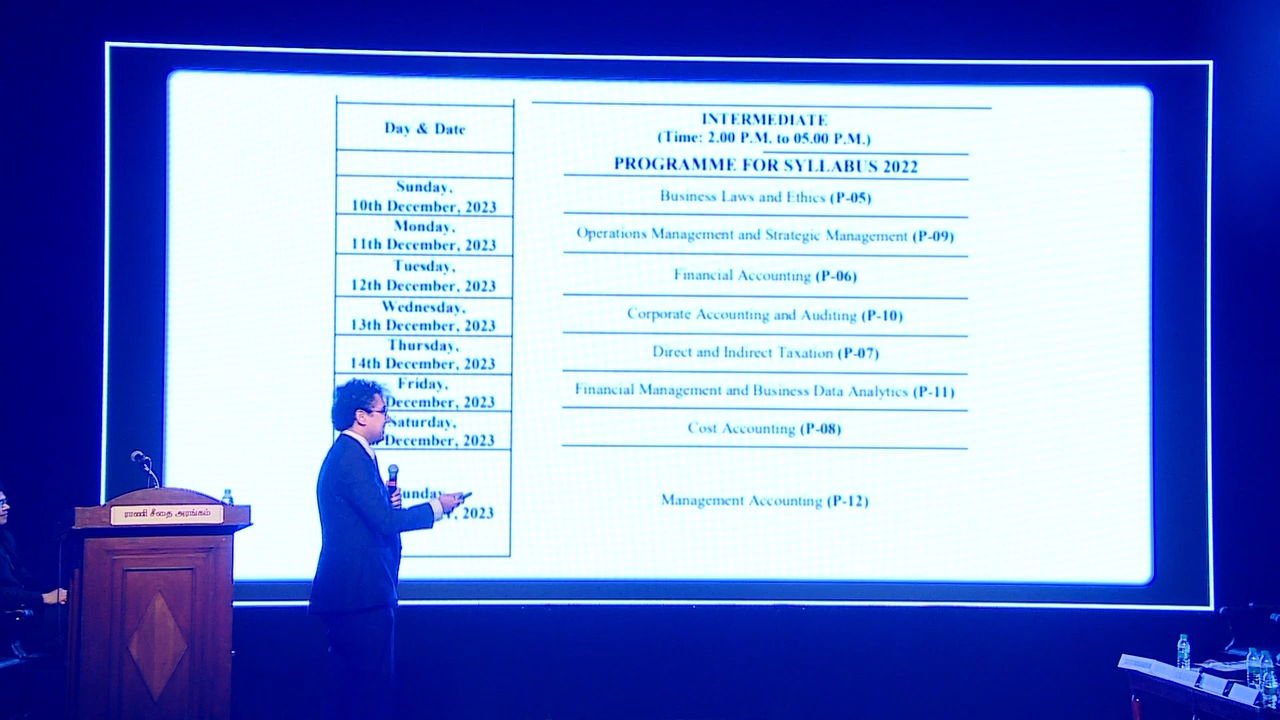 Day & Date
INTERMEDIATE
(Time: 2.00 P.M. to 05.00 P.M.)
PROGRAMME FOR SYLLABUS 2022
Sunday,
10th December, 2023
Business Laws and Ethics (P-05)
Monday,
11th December, 2023
Operations Management and Strategic Management (P-09)
Tuesday,
12th December, 2023
Financial Accounting (P-06)
Wednesday,
13th December, 2023
Corporate Accounting and Auditing (P-10)
Thursday,
14th December, 2023
Direct and Indirect Taxation (P-07)
Friday,
December, 2023
Financial Management and Business Data Analytics (P-11)
Saturday,
December, 2023
Cost Accounting (P-08)
unday
, 2023
Management Accounting (P-12)
ராணி சீதை அரங்கம்